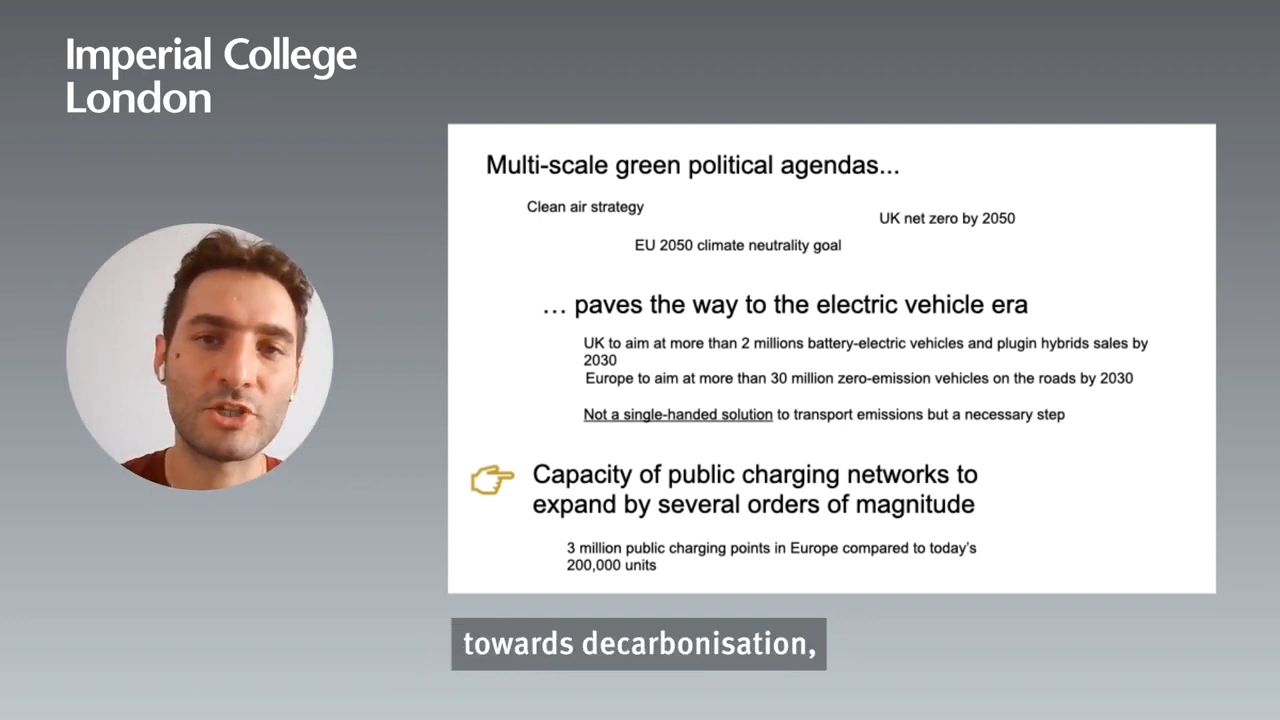 Imperial College
London
Multi-scale green political agendas...
Clean air strategy
UK net zero by 2050
EU 2050 climate neutrality goal
… paves the way to the electric vehicle era
UK to aim at more than 2 millions battery-electric vehicles and plugin hybrids sales by
2030
Europe to aim at more than 30 million zero-emission vehicles on the roads by 2030
Not a single-handed solution to transport emissions but a necessary step
Capacity of public charging networks to
expand by several orders of magnitude
3 million public charging points in Europe compared to today's
200,000 units
towards decarbonisation,